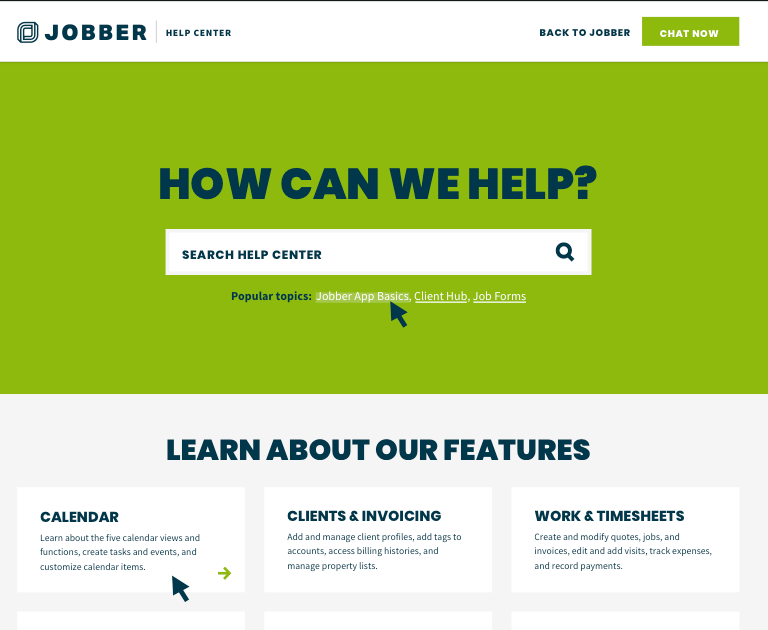 JOBBER HELP CENTER BACK TO JOBBER CHAT NOW
HOW CAN WE HELP?
SEARCH HELP CENTER
Popular topics: Jobber App Basics, Client Hub, Job Forms
LEARN ABOUT OUR FEATURES
CALENDAR
Learn about the five calendar views and
functions, create tasks and events, and
customize calendar items.
CLIENTS & INVOICING
Add and manage client profiles, add tags to
accounts, access billing histories, and
manage property lists.
WORK & TIMESHEETS
Create and modify quotes, jobs, and
invoices, edit and add visits, track expenses,
and record payments.